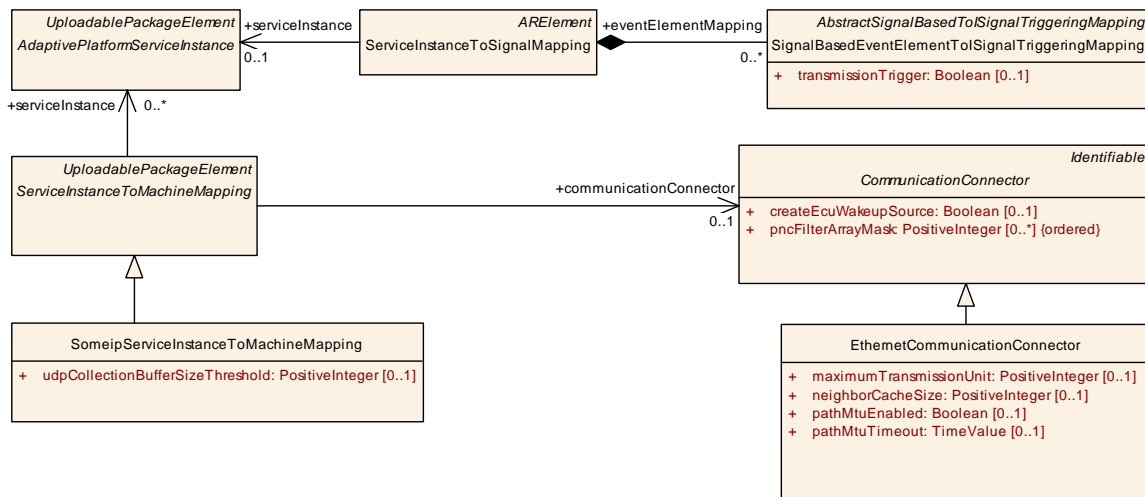 UploadablePackageElement
AdaptivePlatformServiceInstance
+serviceInstance
0..1
ARElement
ServiceInstanceToSignalMapping
+eventElementMapping
0..*
AbstractSignalBasedToISignalTriggeringMapping
SignalBasedEventElementToISignalTriggeringMapping
+ transmissionTrigger: Boolean [0..1]
+serviceInstance
0..*
UploadablePackageElement
ServiceInstanceToMachineMapping
+communicationConnector
0..1
Identifiable
CommunicationConnector
+ createEcuWakeupSource: Boolean [0..1]
+ pncFilterArrayMask: PositiveInteger [0..*] {ordered}
SomeipServiceInstanceToMachineMapping
+ udpCollectionBufferSizeThreshold: PositiveInteger [0..1]
EthernetCommunicationConnector
+ maximumTransmissionUnit: PositiveInteger [0..1]
+ neighborCacheSize: PositiveInteger [0..1]
+ pathMtuEnabled: Boolean [0..1]
+ pathMtuTimeout: TimeValue [0..1]